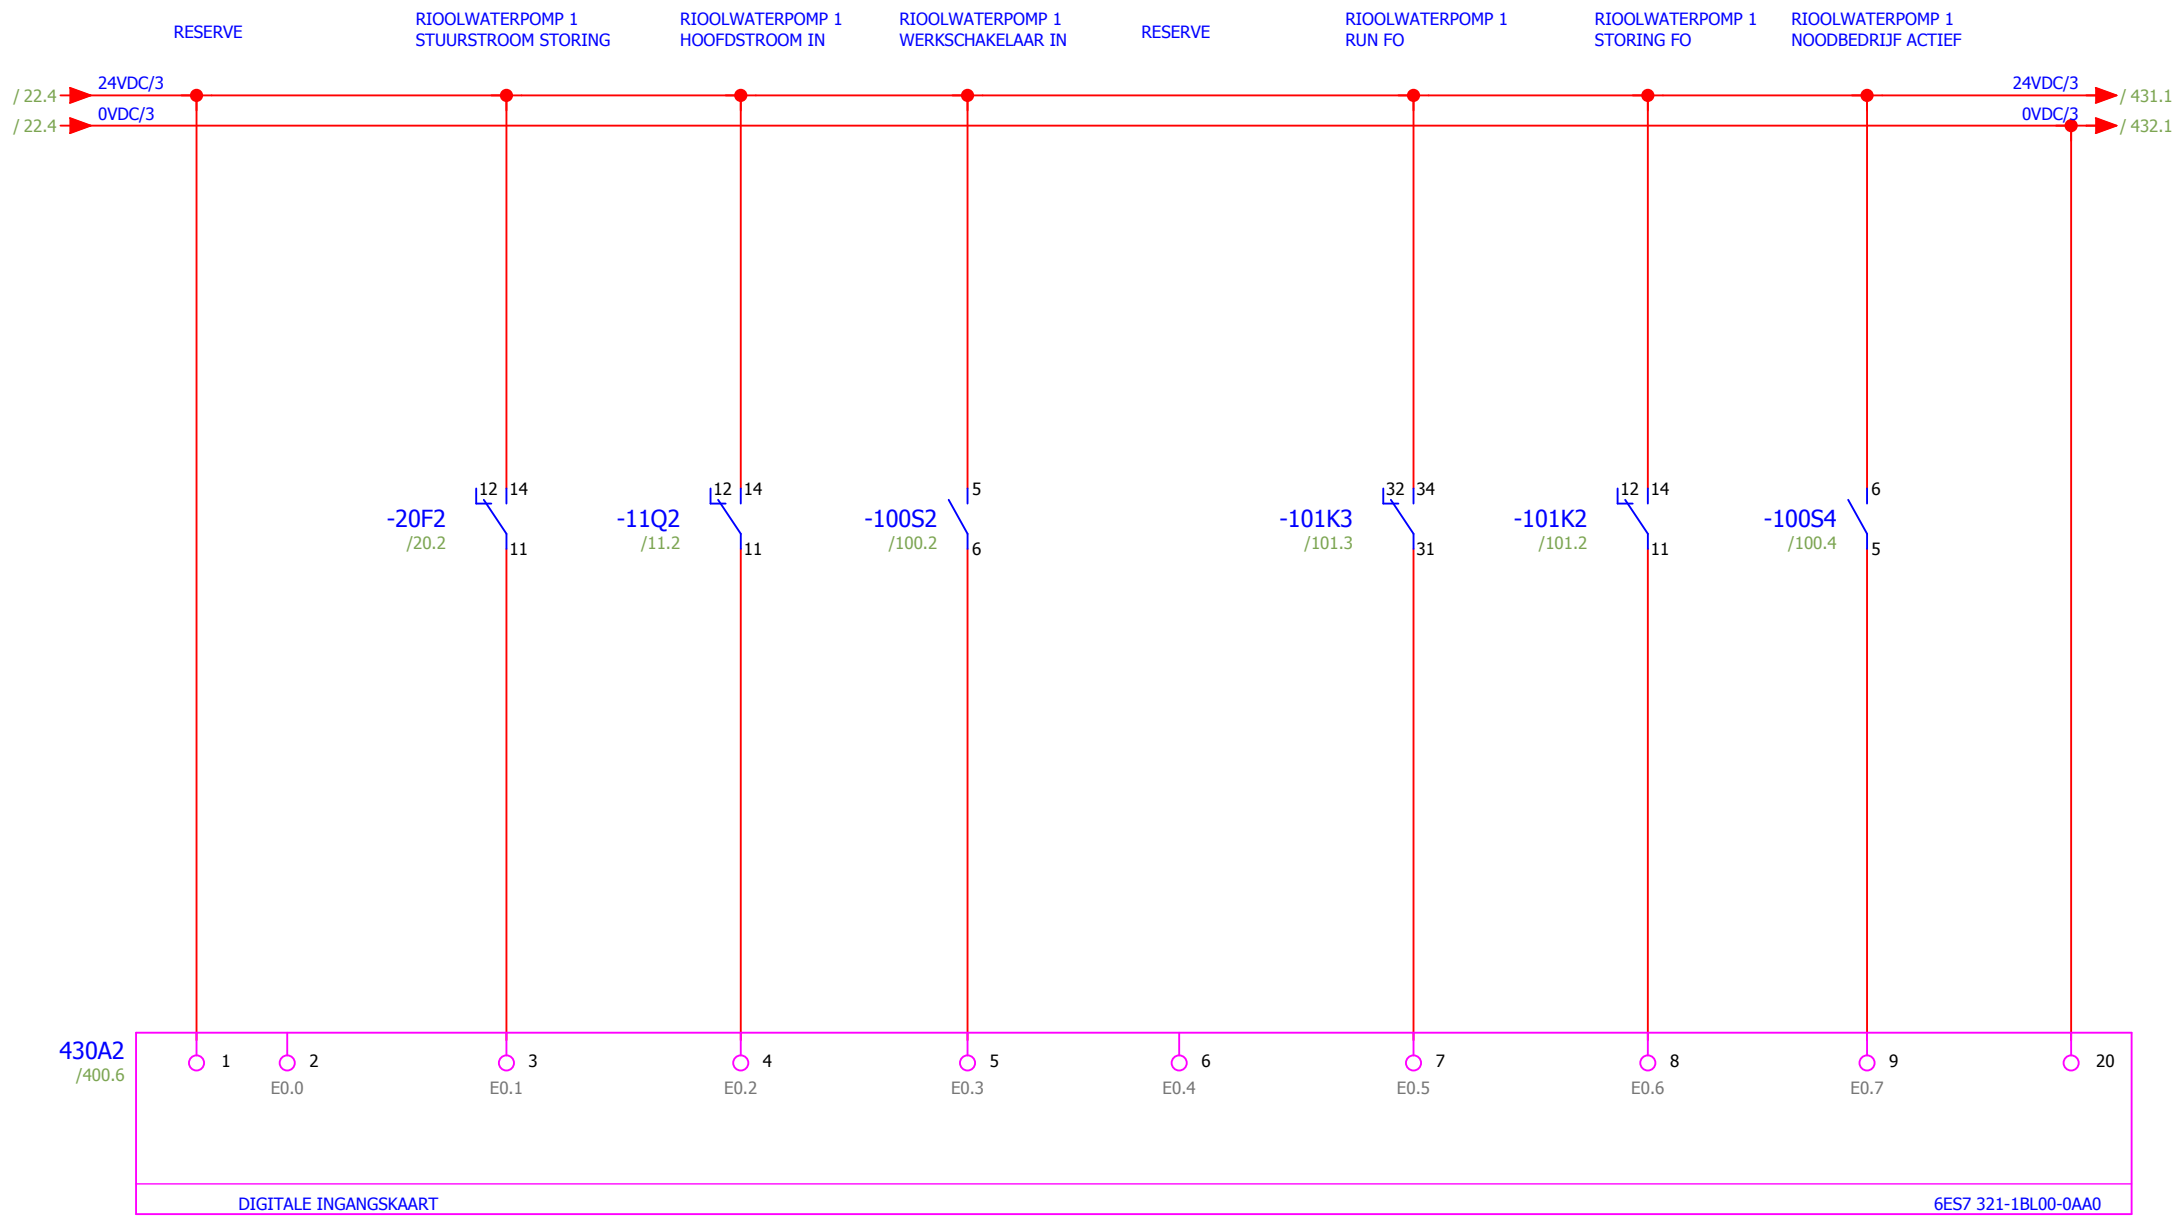 RESERVE
RIOOLWATERPOMP 1
STUURSTROOM STORING
RIOOLWATERPOMP 1
HOOFDSTROOM IN
RIOOLWATERPOMP 1
WERKSCHAKELAAR IN
RESERVE
RIOOLWATERPOMP 1
RUN FO
RIOOLWATERPOMP 1
STORING FO
RIOOLWATERPOMP 1
NOODBEDRIJF ACTIEF
/ 22.4 24VDC/3 24VDC/3 / 431.1
/ 22.4 0VDC/3 0VDC/3 / 432.1
12 14
-20F2
/20.2
11
12 14
-11Q2
/11.2
11
5
-100S2
/100.2
6
32 34
-101K3
/101.3
31
12 14
-101K2
/101.2
11
6
-100S4
/100.4
5
430A2
/400.6
1 2 3 4 5 6 7 8 9 20
E0.0 E0.1 E0.2 E0.3 E0.4 E0.5 E0.6 E0.7
DIGITALE INGANGSKAART 6ES7 321-1BL00-0AA0